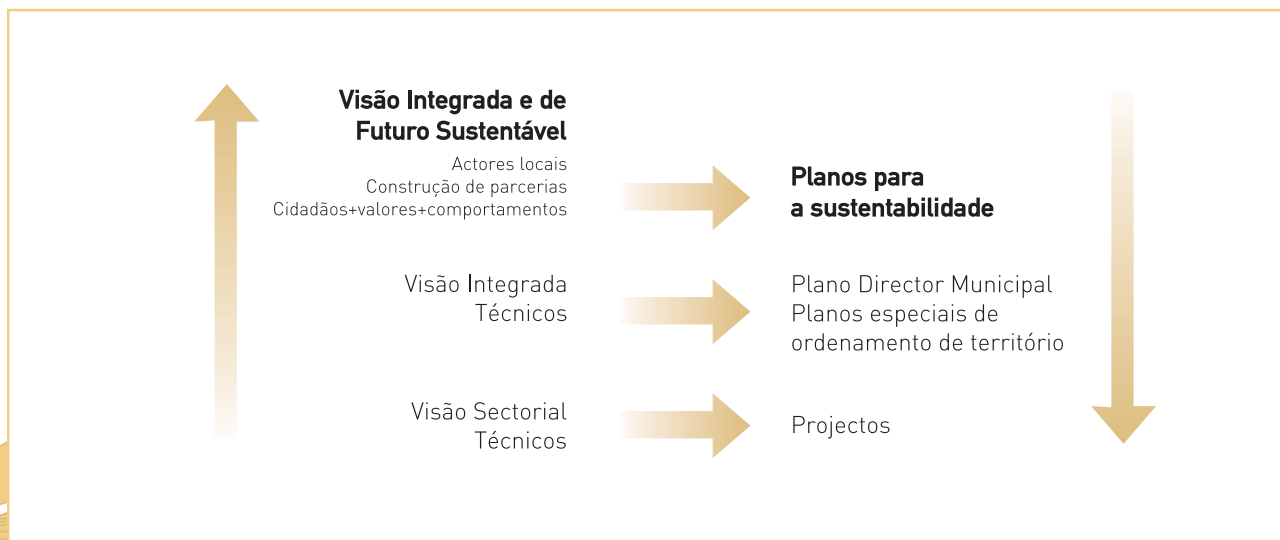 Visão Integrada e de
Futuro Sustentável
Actores locais
Construção de parcerias
Cidadãos+valores+comportamentos
Planos para
a sustentabilidade
Visão Integrada
Técnicos
Plano Director Municipal
Planos especiais de
ordenamento de território
Visão Sectorial
Técnicos
Projectos